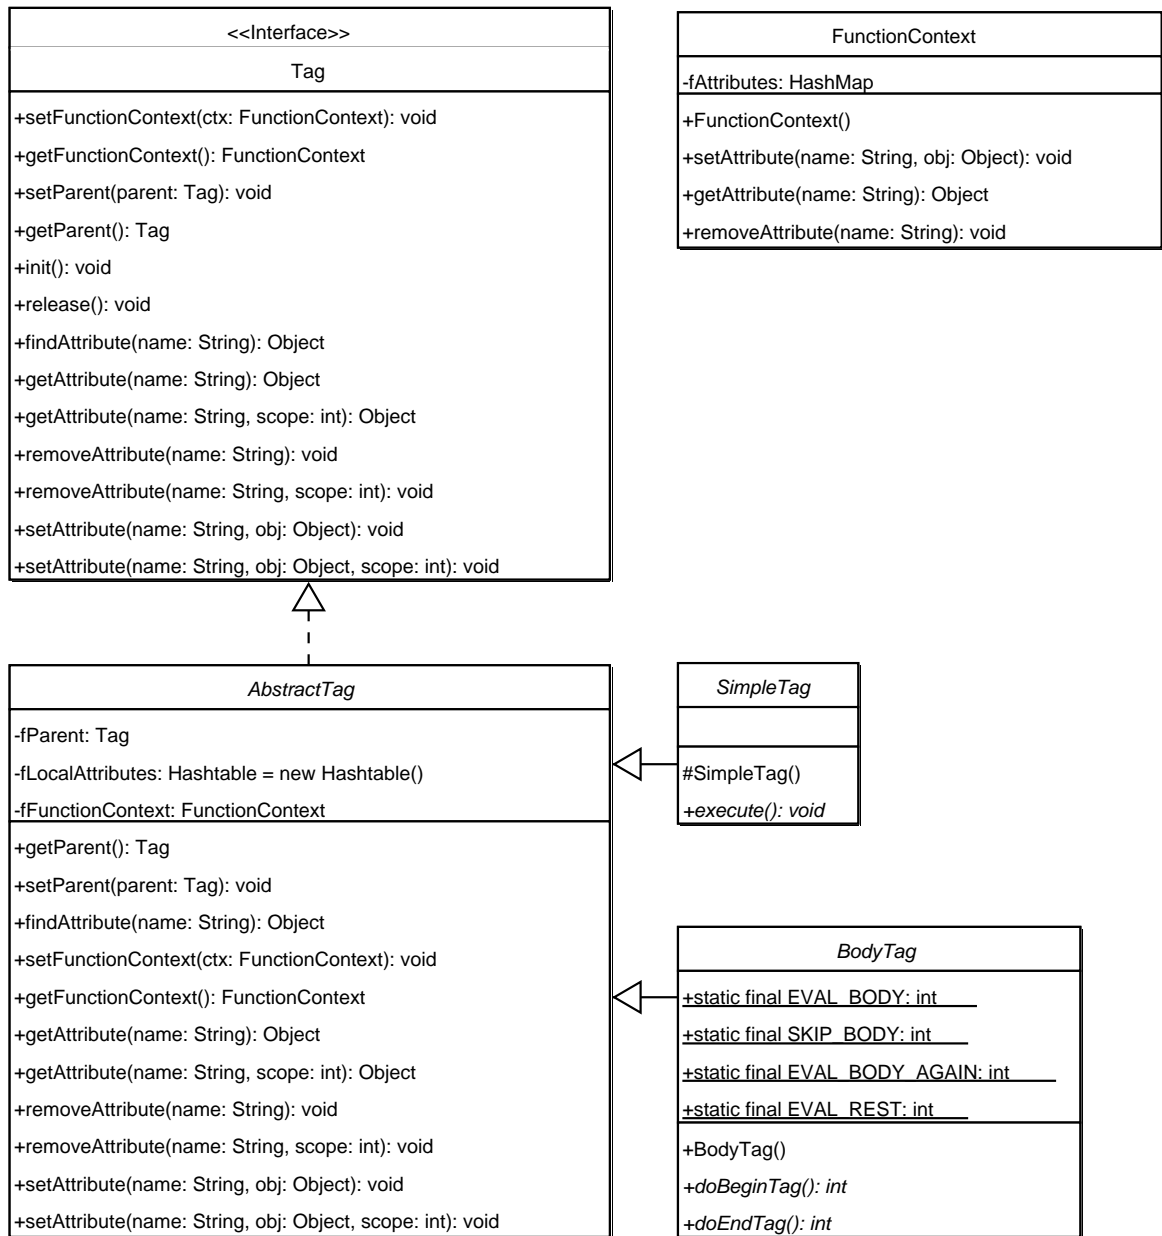 <<Interface>>
Tag
+setFunctionContext(ctx: FunctionContext): void
+getFunctionContext(): FunctionContext
+setParent(parent: Tag): void
+getParent(): Tag
+init(): void
+release(): void
+findAttribute(name: String): Object
+getAttribute(name: String): Object
+getAttribute(name: String, scope: int): Object
+removeAttribute(name: String): void
+removeAttribute(name: String, scope: int): void
+setAttribute(name: String, obj: Object): void
+setAttribute(name: String, obj: Object, scope: int): void
FunctionContext
-fAttributes: HashMap
+FunctionContext()
+setAttribute(name: String, obj: Object): void
+getAttribute(name: String): Object
+removeAttribute(name: String): void
AbstractTag
-fParent: Tag
-fLocalAttributes: Hashtable = new Hashtable()
-fFunctionContext: FunctionContext
+getParent(): Tag
+setParent(parent: Tag): void
+findAttribute(name: String): Object
+setFunctionContext(ctx: FunctionContext): void
+getFunctionContext(): FunctionContext
+getAttribute(name: String): Object
+getAttribute(name: String, scope: int): Object
+removeAttribute(name: String): void
+removeAttribute(name: String, scope: int): void
+setAttribute(name: String, obj: Object): void
+setAttribute(name: String, obj: Object, scope: int): void
SimpleTag
#SimpleTag()
+execute(): void
BodyTag
+static final EVAL_BODY: int
+static final SKIP_BODY: int
+static final EVAL_BODY_AGAIN: int
+static final EVAL_REST: int
+BodyTag()
+doBeginTag(): int
+doEndTag(): int